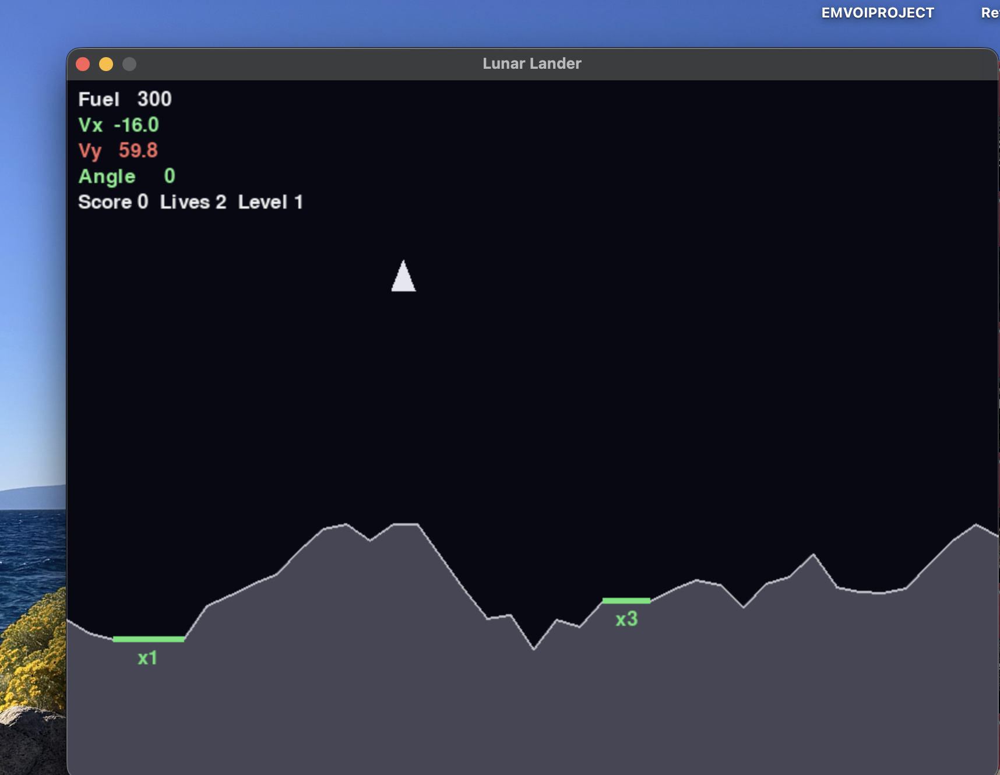 EMVOIPROJECT
Lunar Lander
Fuel 300
Vx -16.0
Vy 59.8
Angle 0
Score 0 Lives 2 Level 1
x3
x1